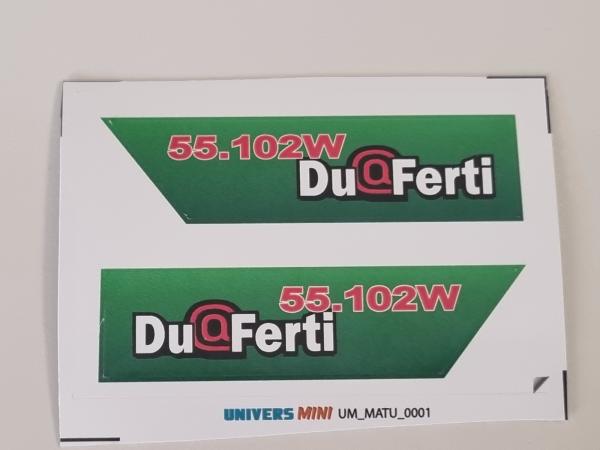 55.102W
Du@Ferti
55.102W
Du@Ferti
UNIVERS MINI UM_MATU_0001